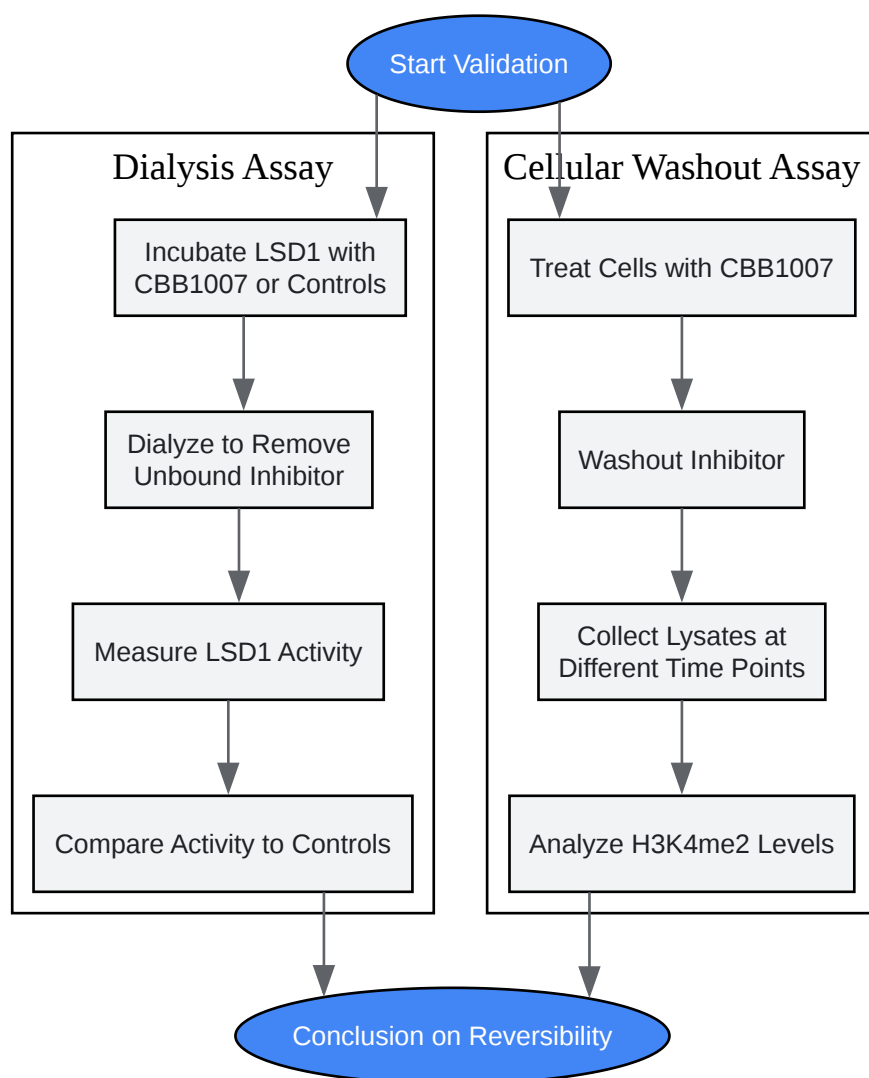 Start Validation
Dialysis Assay
Incubate LSD1 with
CBB1007 or Controls
Dialyze to Remove
Unbound Inhibitor
Measure LSD1 Activity
Compare Activity to Controls
Cellular Washout Assay
Treat Cells with CBB1007
Washout Inhibitor
Collect Lysates at
Different Time Points
Analyze H3K4me2 Levels
Conclusion on Reversibility